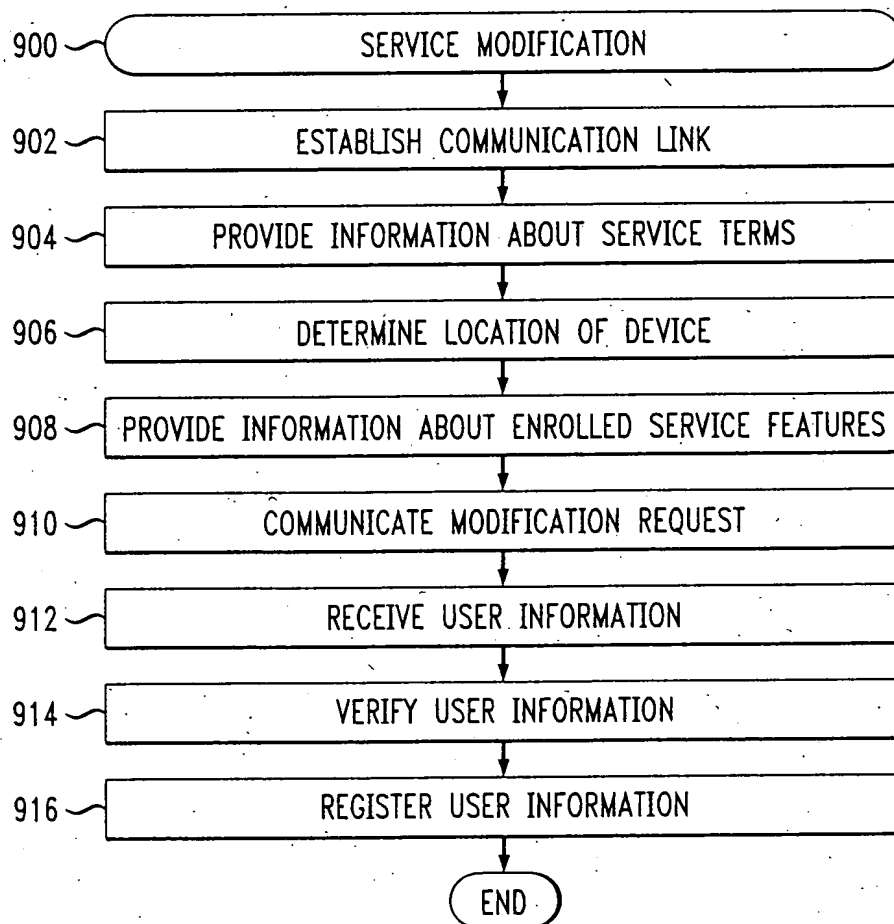 900 SERVICE MODIFICATION
902 ESTABLISH COMMUNICATION LINK
904 PROVIDE INFORMATION ABOUT SERVICE TERMS
906 DETERMINE LOCATION OF DEVICE
908 PROVIDE INFORMATION ABOUT ENROLLED SERVICE FEATURES
910 COMMUNICATE MODIFICATION REQUEST
912 RECEIVE USER INFORMATION
914 VERIFY USER INFORMATION
916 REGISTER USER INFORMATION
END